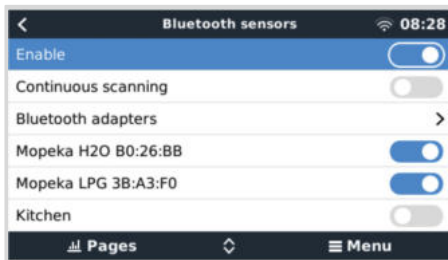 Bluetooth sensors 08:28
Enable
Continuous scanning
Bluetooth adapters
Mopeka H2O B0:26:BB
Mopeka LPG 3B:A3:F0
Kitchen
Pages Menu